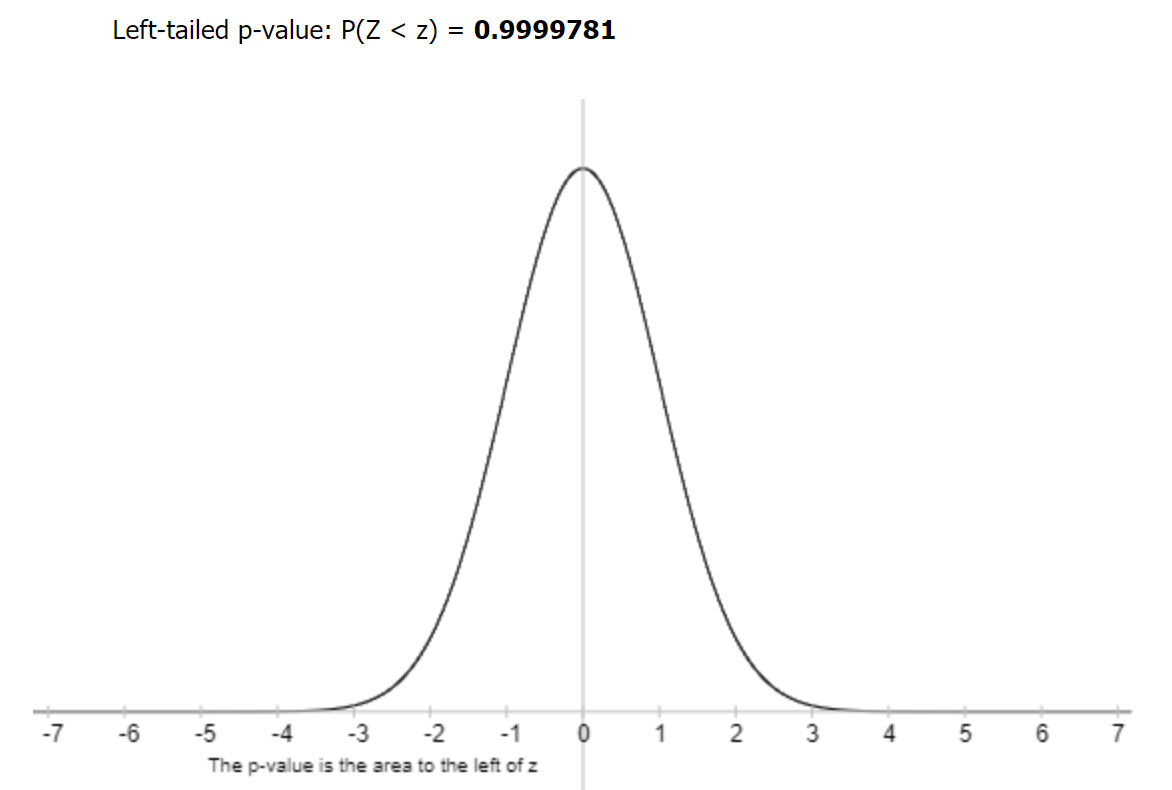 Left-tailed p-value: P(Z < z) = 0.9999781
-7 -6 -5 -4 -3 -2 -1 0 1 2 3 4 5 6 7
The p-value is the area to the left of z